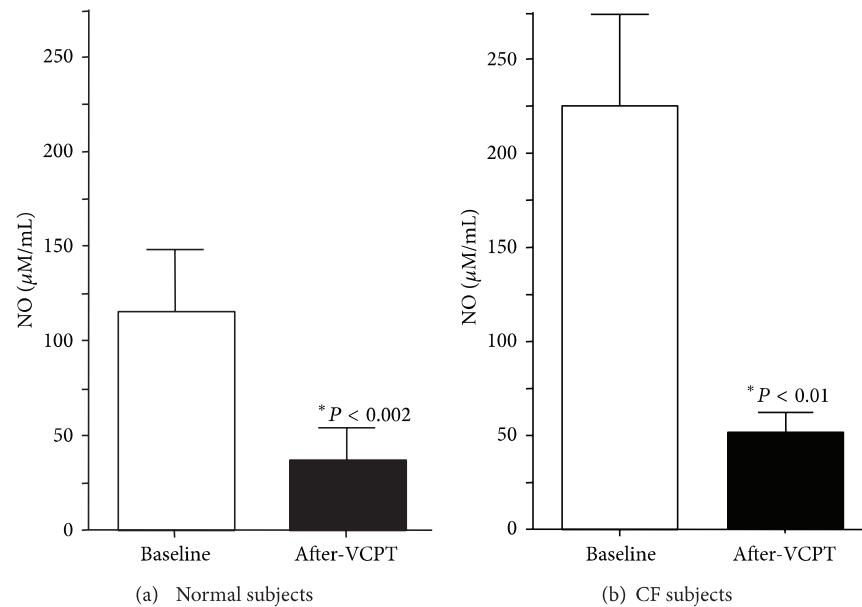 250
200
150
100
50
0
NO (μM/mL)
*P < 0.002
Baseline
After-VCPT
(a) Normal subjects
250
200
150
100
50
0
NO (μM/mL)
*P < 0.01
Baseline
After-VCPT
(b) CF subjects